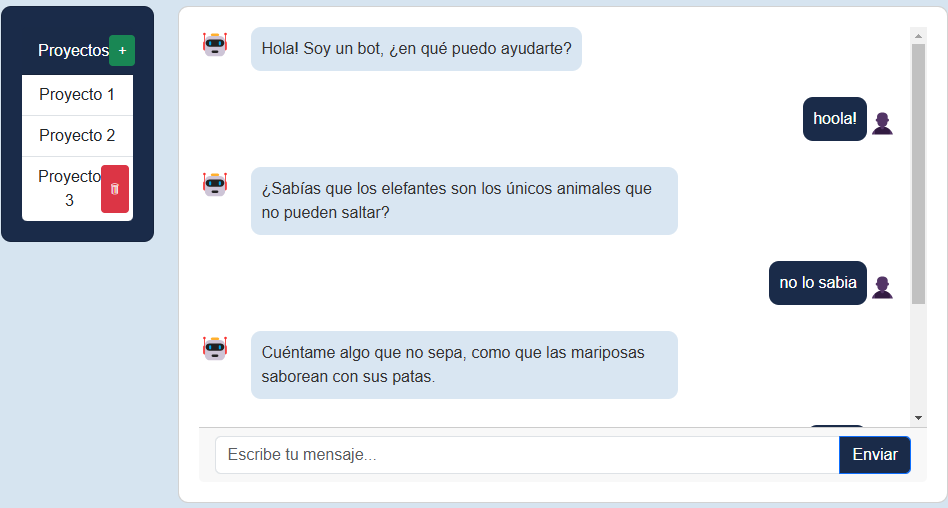 Proyectos +
Proyecto 1
Proyecto 2
Proyecto
3
Hola! Soy un bot, ¿en qué puedo ayudarte?
hoola!
¿Sabías que los elefantes son los únicos animales que
no pueden saltar?
no lo sabia
Cuéntame algo que no sepa, como que las mariposas
saborean con sus patas.
Escribe tu mensaje...
Enviar